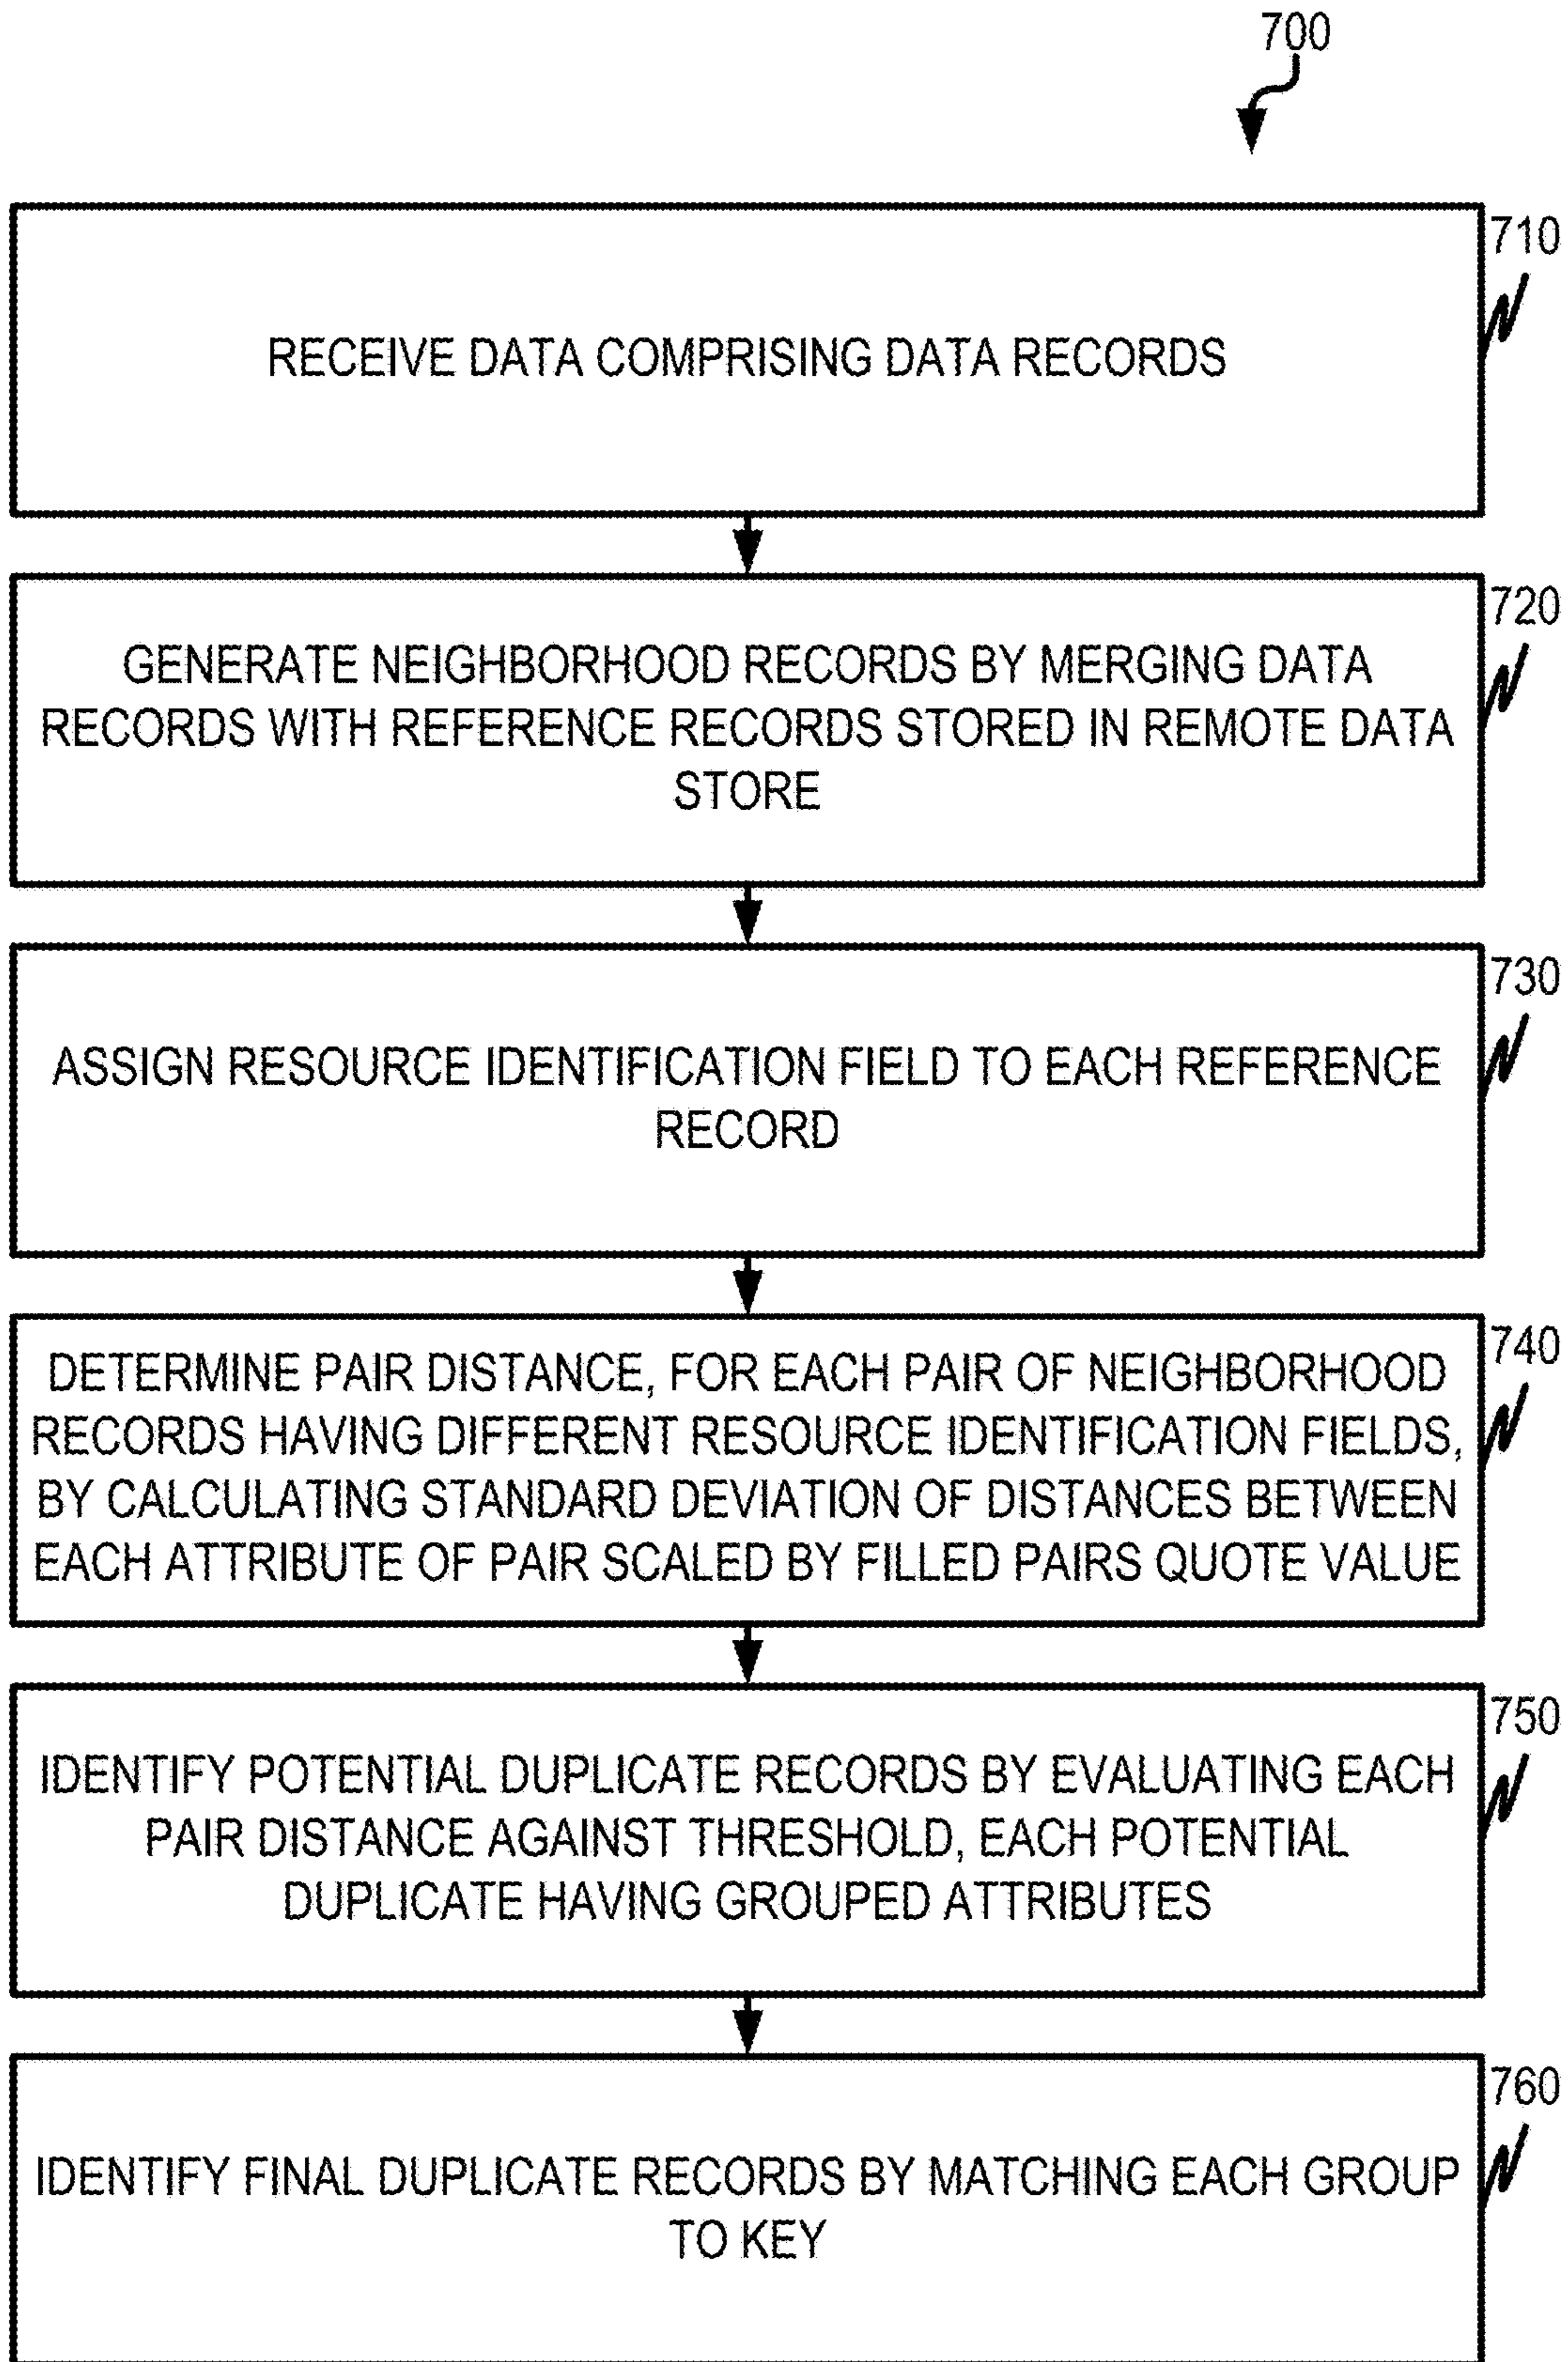 700
710
RECEIVE DATA COMPRISING DATA RECORDS
720
GENERATE NEIGHBORHOOD RECORDS BY MERGING DATA
RECORDS WITH REFERENCE RECORDS STORED IN REMOTE DATA
STORE
730
ASSIGN RESOURCE IDENTIFICATION FIELD TO EACH REFERENCE
RECORD
740
DETERMINE PAIR DISTANCE, FOR EACH PAIR OF NEIGHBORHOOD
RECORDS HAVING DIFFERENT RESOURCE IDENTIFICATION FIELDS,
BY CALCULATING STANDARD DEVIATION OF DISTANCES BETWEEN
EACH ATTRIBUTE OF PAIR SCALED BY FILLED PAIRS QUOTE VALUE
750
IDENTIFY POTENTIAL DUPLICATE RECORDS BY EVALUATING EACH
PAIR DISTANCE AGAINST THRESHOLD, EACH POTENTIAL
DUPLICATE HAVING GROUPED ATTRIBUTES
760
IDENTIFY FINAL DUPLICATE RECORDS BY MATCHING EACH GROUP
TO KEY